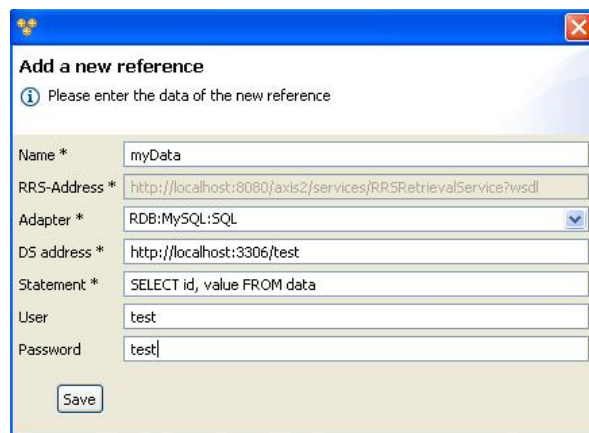 Add a new reference
Please enter the data of the new reference
Name * myData
RRS-Address * http://localhost:8080/axis2/services/RRSRetrievalService?wsdl
Adapter * RDB:MySQL:SQL
DS address * http://localhost:3306/test
Statement * SELECT id, value FROM data
User test
Password test
Save